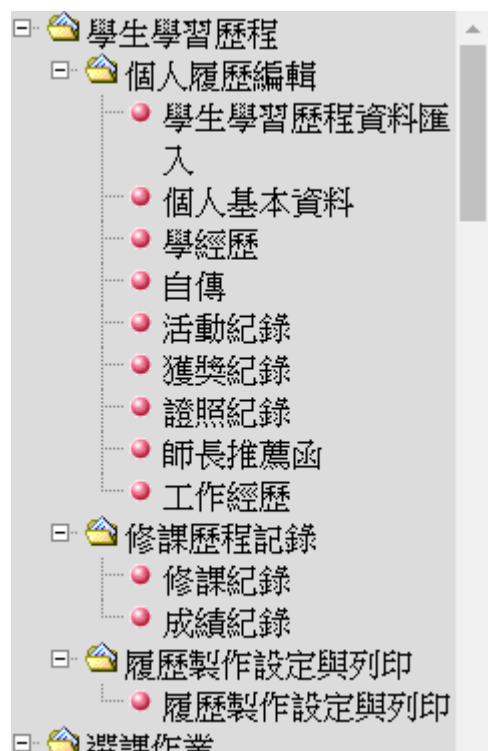 學生學習歷程
個人履歷編輯
學生學習歷程資料匯
入
個人基本資料
學經歷
自傳
活動紀錄
獲獎紀錄
證照紀錄
師長推薦函
工作經歷
修課歷程記錄
修課紀錄
成績紀錄
履歷製作設定與列印
履歷製作設定與列印
選課作業